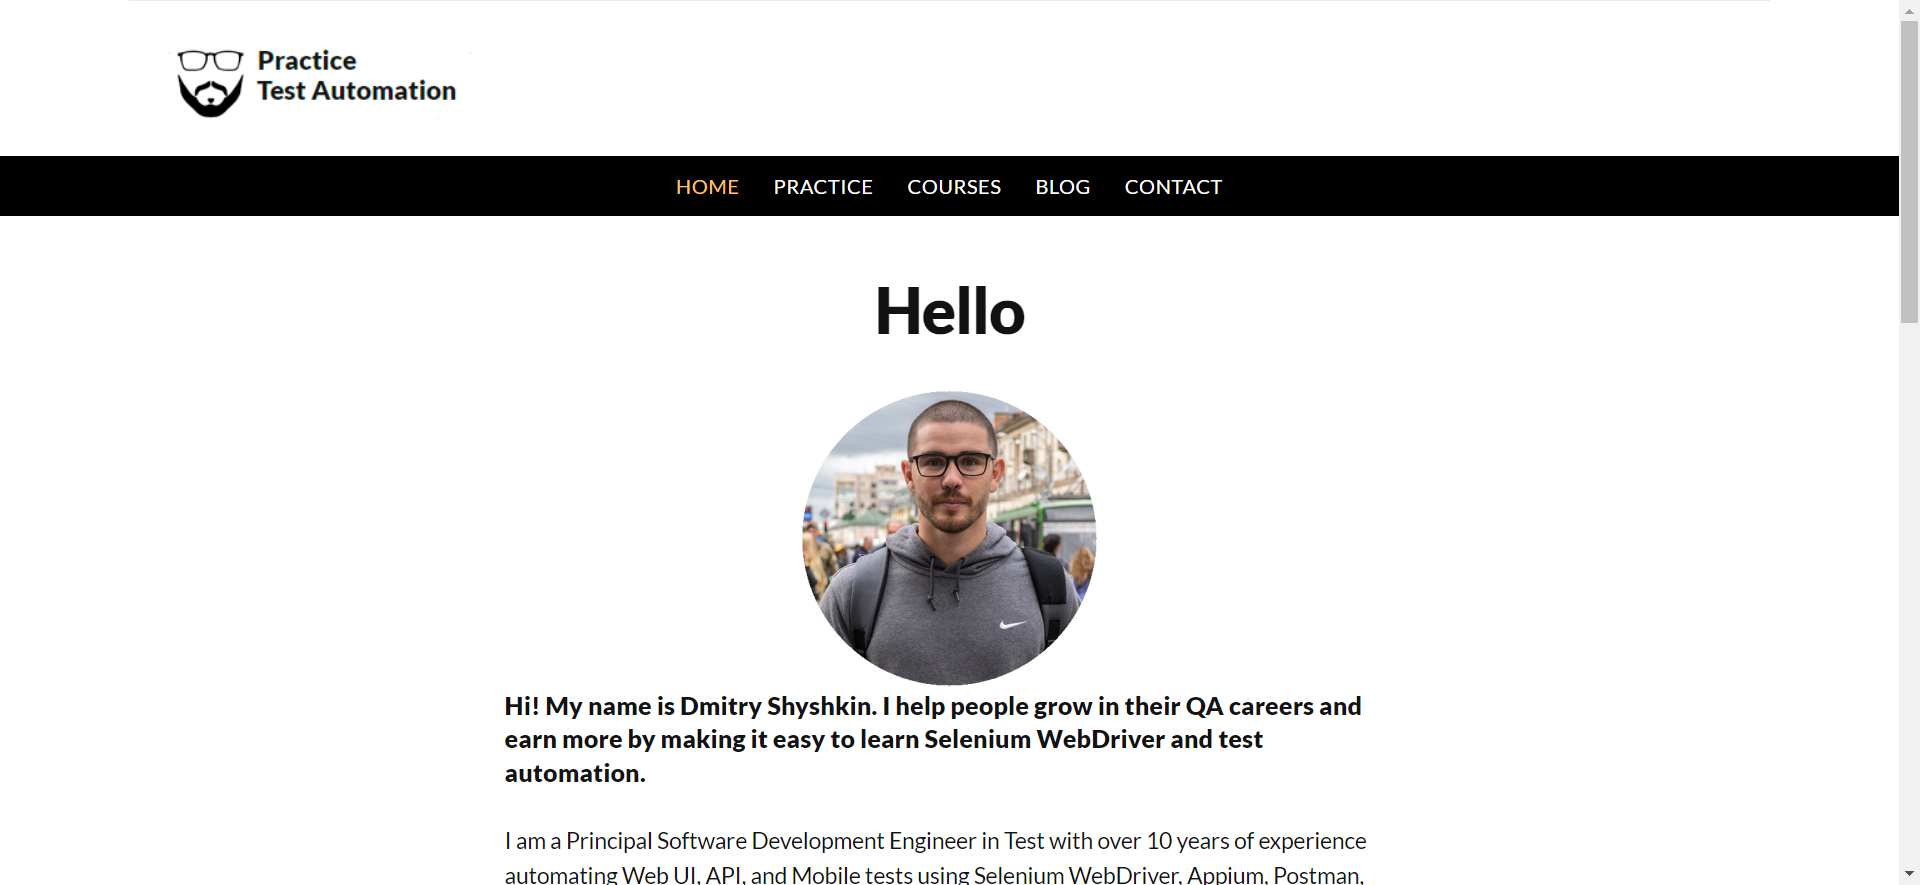 Practice
Test Automation
HOME PRACTICE COURSES BLOG CONTACT
Hello
Hi! My name is Dmitry Shyshkin. I help people grow in their QA careers and
earn more by making it easy to learn Selenium WebDriver and test
automation.
I am a Principal Software Development Engineer in Test with over 10 years of experience
automating Web UI, API, and Mobile tests using Selenium WebDriver, Appium, Postman,